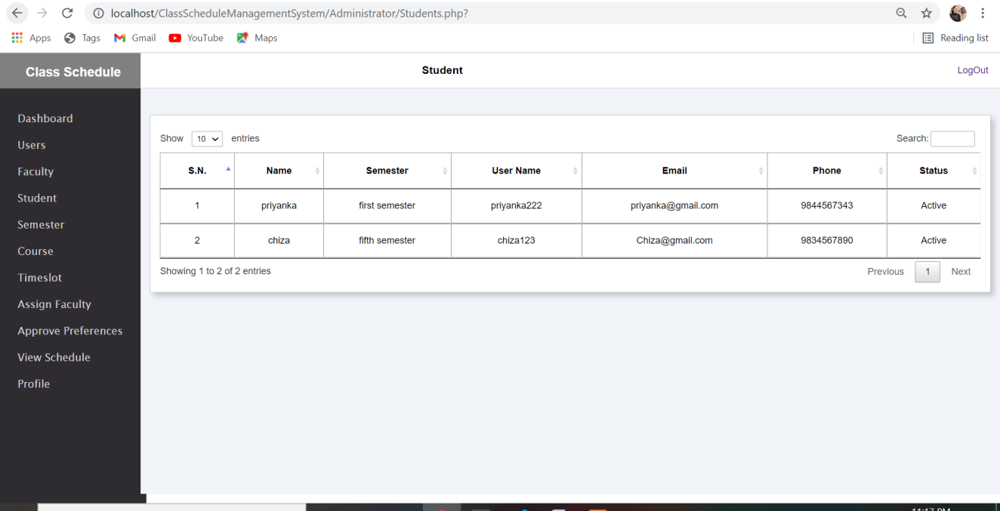 localhost/ClassScheduleManagementSystem/Administrator/Students.php?
Apps Tags Gmail YouTube Maps Reading list
Class Schedule Student LogOut
Dashboard
Users
Faculty
Student
Semester
Course
Timeslot
Assign Faculty
Approve Preferences
View Schedule
Profile
Show 10 entries Search:
S.N. Name Semester User Name Email Phone Status
1 priyanka first semester priyanka222 priyanka@gmail.com 9844567343 Active
2 chiza fifth semester chiza123 Chiza@gmail.com 9834567890 Active
Showing 1 to 2 of 2 entries Previous 1 Next
11:17 PM